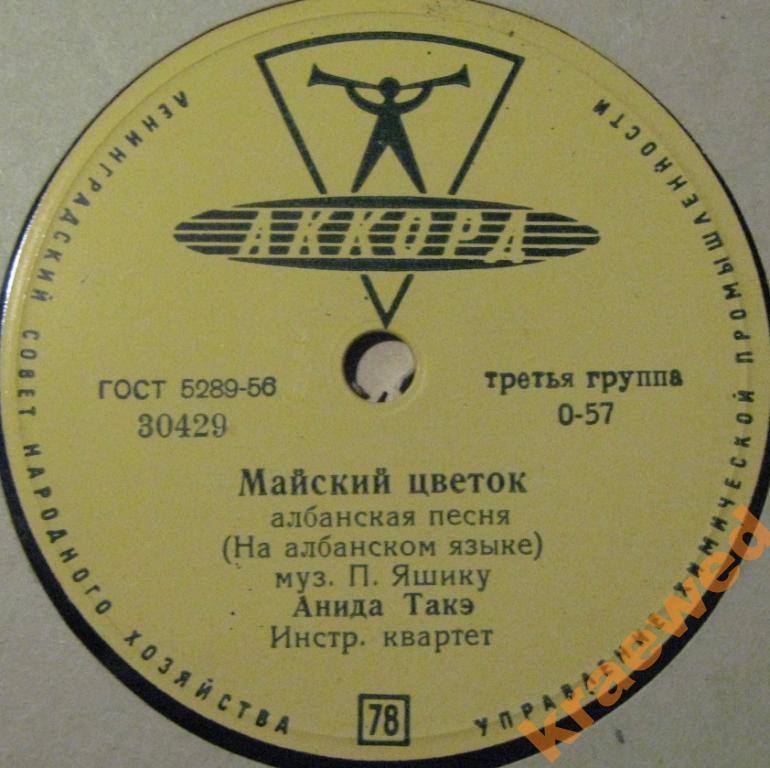 ЛЕНИНГРАДСКИЙ СОВЕТ НАРОДНОГО ХОЗЯЙСТВА
УПРАВЛЕНИЕ ХИМИЧЕСКОЙ ПРОМЫШЛЕННОСТИ
АККОРД
ГОСТ 5289-56
30429
третья группа
0-57
Майский цветок
албанская песня
(На албанском языке)
муз. П. Яшику
Анида Такэ
Инстр. квартет
78
kraewed